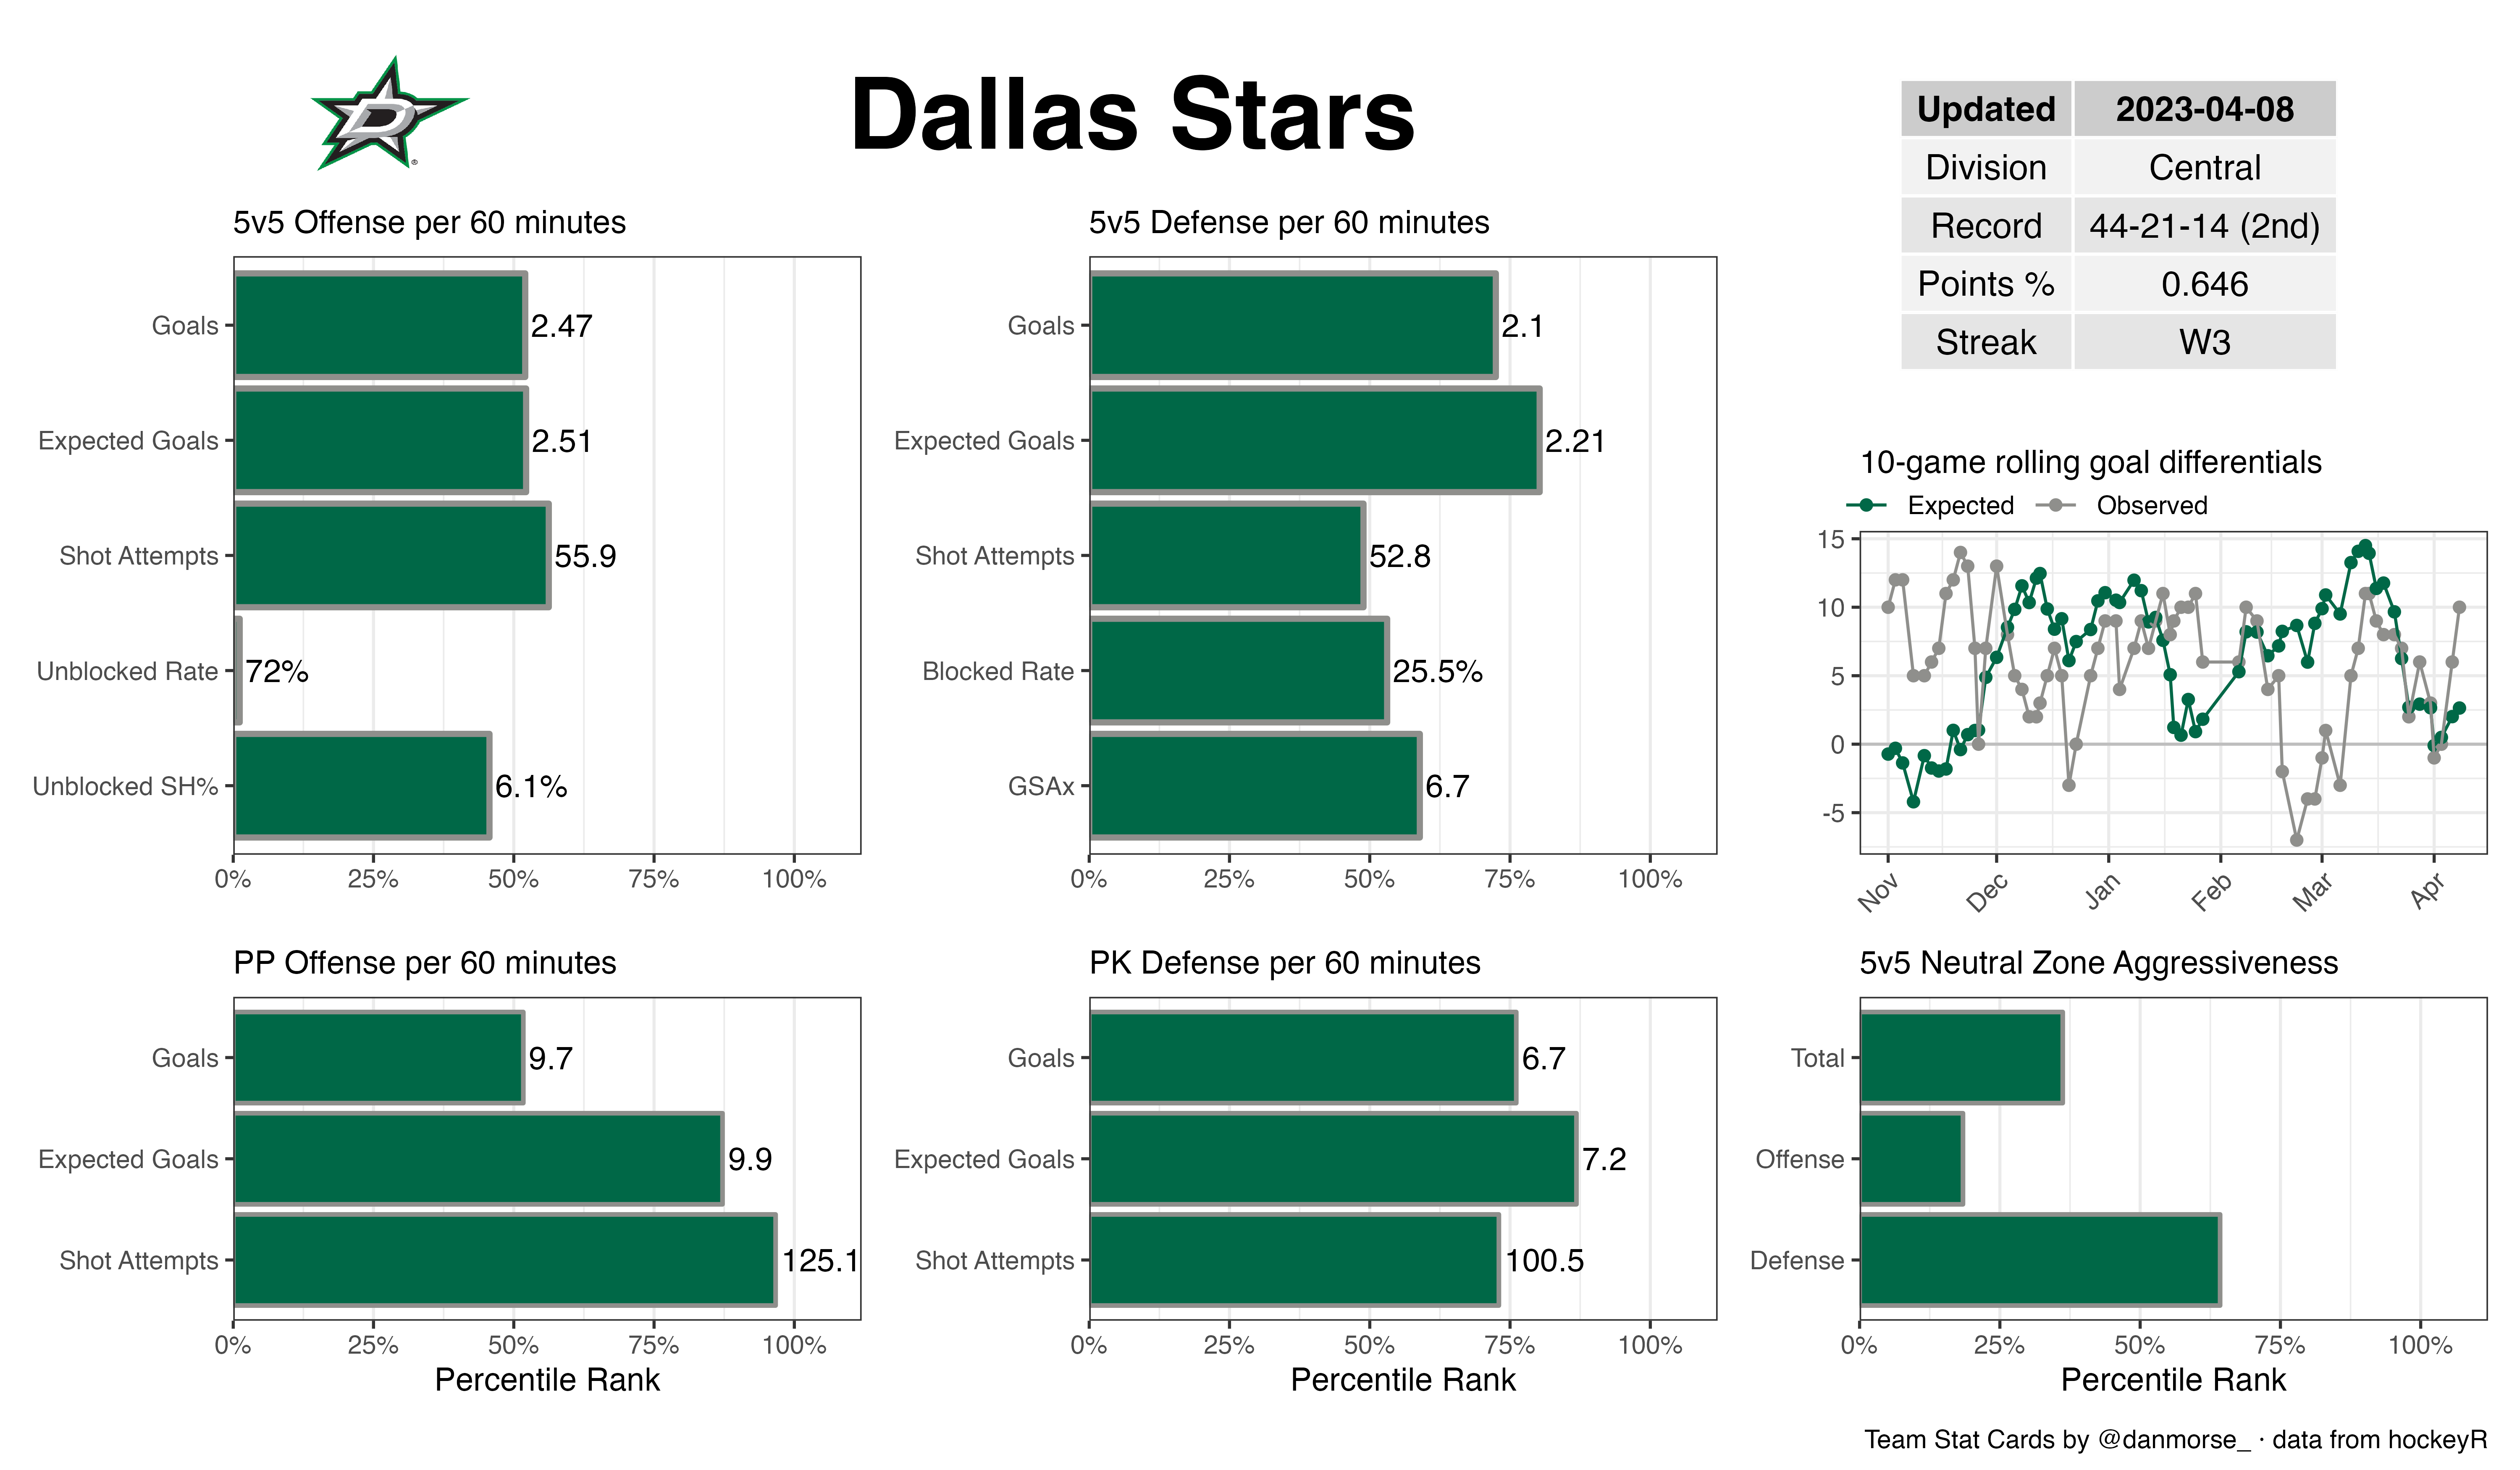 D
Dallas Stars
Updated 2023-04-08
Division Central
Record 44-21-14 (2nd)
Points % 0.646
Streak W3
5v5 Offense per 60 minutes
Goals 2.47
Expected Goals 2.51
Shot Attempts 55.9
Unblocked Rate 72%
Unblocked SH% 6.1%
0% 25% 50% 75% 100%
5v5 Defense per 60 minutes
Goals 2.1
Expected Goals 2.21
Shot Attempts 52.8
Blocked Rate 25.5%
GSAx 6.7
0% 25% 50% 75% 100%
10-game rolling goal differentials
Expected Observed
15
10
5
0
-5
Nov Dec Jan Feb Mar Apr
PP Offense per 60 minutes
Goals 9.7
Expected Goals 9.9
Shot Attempts 125.1
0% 25% 50% 75% 100%
Percentile Rank
PK Defense per 60 minutes
Goals 6.7
Expected Goals 7.2
Shot Attempts 100.5
0% 25% 50% 75% 100%
Percentile Rank
5v5 Neutral Zone Aggressiveness
Total
Offense
Defense
0% 25% 50% 75% 100%
Percentile Rank
Team Stat Cards by @danmorse_ · data from hockeyR